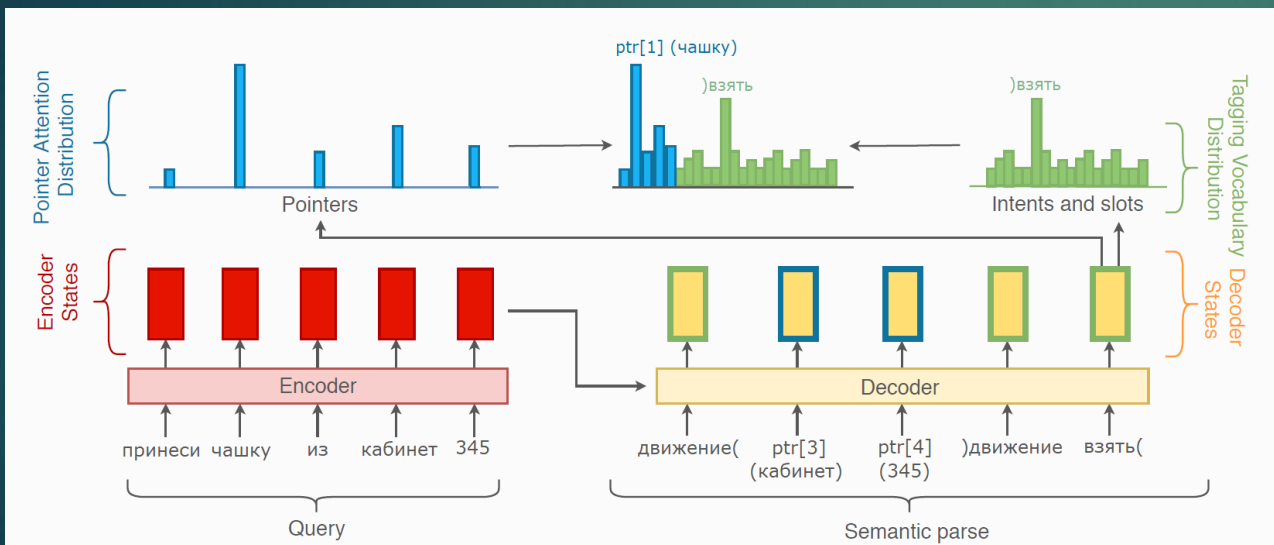 ptr[1] (чашку)
)взять
)взять
Pointer Attention
Distribution
Tagging Vocabulary
Distribution
Pointers
Intents and slots
Encoder
States
Decoder
States
Encoder
Decoder
принеси чашку из кабинет 345
движение( ptr[3] ptr[4] )движение взять(
(кабинет) (345)
Query
Semantic parse